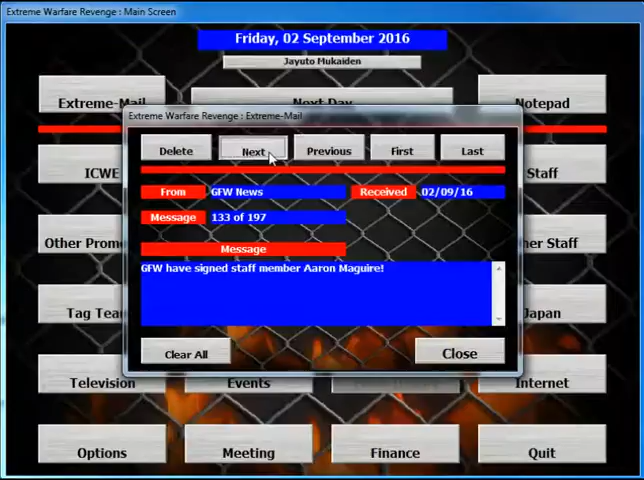 Extreme Warfare Revenge : Main Screen
Friday, 02 September 2016
Jayuto Mukaiden
Extreme-Mail
Next Day
Notepad
Extreme Warfare Revenge : Extreme-Mail
Delete
Next
Previous
First
Last
ICWE
Staff
From
GFW News
Received
02/09/16
Message
133 of 197
Other Promo
her Staff
Message
GFW have signed staff member Aaron Maguire!
Tag Tea
Japan
Clear All
Close
Television
Events
Internet
Options
Meeting
Finance
Quit